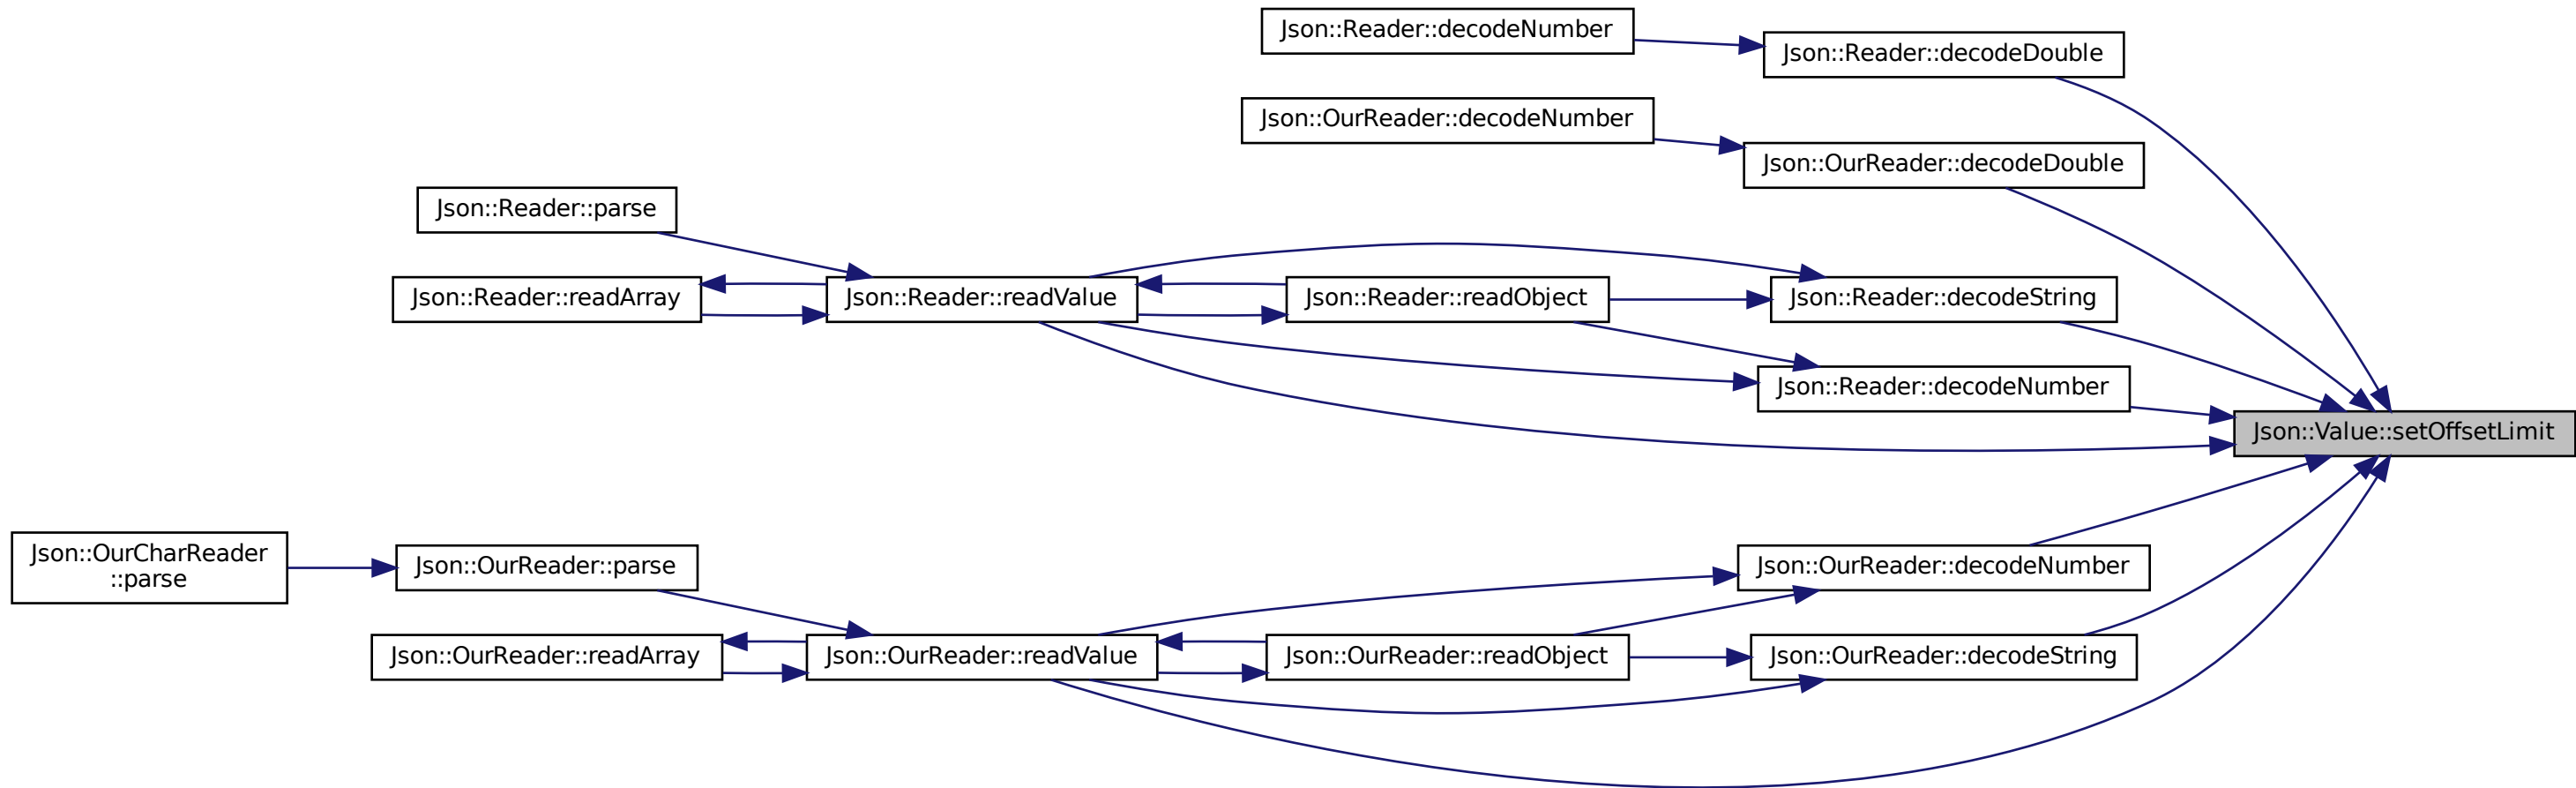 Json::Reader::decodeNumber
Json::Reader::decodeDouble
Json::OurReader::decodeNumber
Json::OurReader::decodeDouble
Json::Reader::parse
Json::Reader::readArray
Json::Reader::readValue
Json::Reader::readObject
Json::Reader::decodeString
Json::Reader::decodeNumber
Json::Value::setOffsetLimit
Json::OurCharReader
::parse
Json::OurReader::parse
Json::OurReader::decodeNumber
Json::OurReader::readArray
Json::OurReader::readValue
Json::OurReader::readObject
Json::OurReader::decodeString